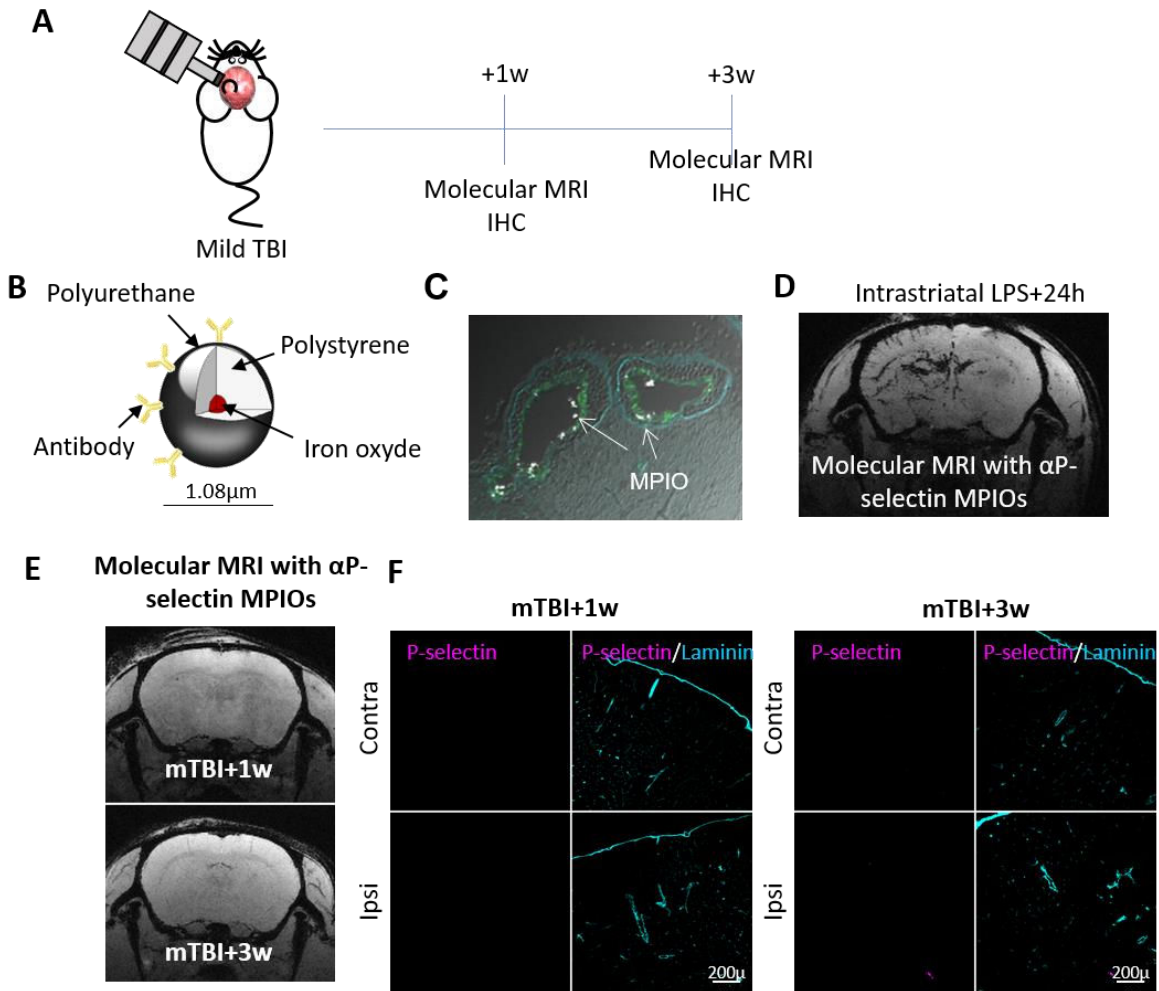 A
+1w
+3w
Molecular MRI
IHC
Molecular MRI
IHC
Mild TBI
B
Polyurethane
Polystyrene
Antibody
Iron oxyde
1.08µm
C
MPIO
D
Intrastriatal LPS+24h
Molecular MRI with αP-
selectin MPIOs
E
Molecular MRI with αP-
selectin MPIOs
mTBI+1w
mTBI+3w
F
mTBI+1w
mTBI+3w
P-selectin
P-selectin/Laminin
P-selectin
P-selectin/Laminin
Contra
Contra
Ipsi
Ipsi
200µ
200µ